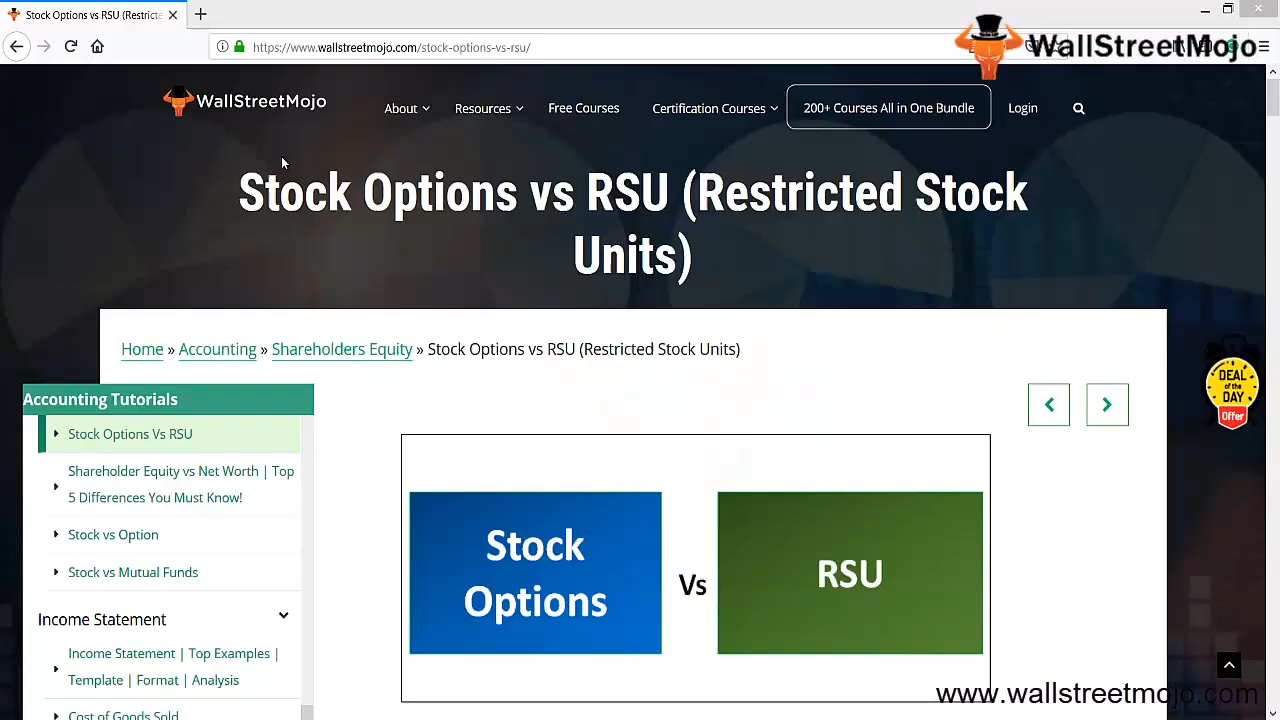 Stock Options vs RSU (Restricte
https://www.wallstreetmojo.com/stock-options-vs-rsu/
WallStreetMojo
WallStreetMojo
About
Resources
Free Courses
Certification Courses
200+ Courses All in One Bundle
Login
Stock Options vs RSU (Restricted Stock
Units)
Home » Accounting » Shareholders Equity » Stock Options vs RSU (Restricted Stock Units)
Accounting Tutorials
Stock Options Vs RSU
Shareholder Equity vs Net Worth | Top
5 Differences You Must Know!
Stock vs Option
Stock vs Mutual Funds
Income Statement
Income Statement | Top Examples |
Template | Format | Analysis
Cost of Goods Sold
Stock
Options
Vs
RSU
DEAL
of the
DAY
Offer
www.wallstreetmojo.com